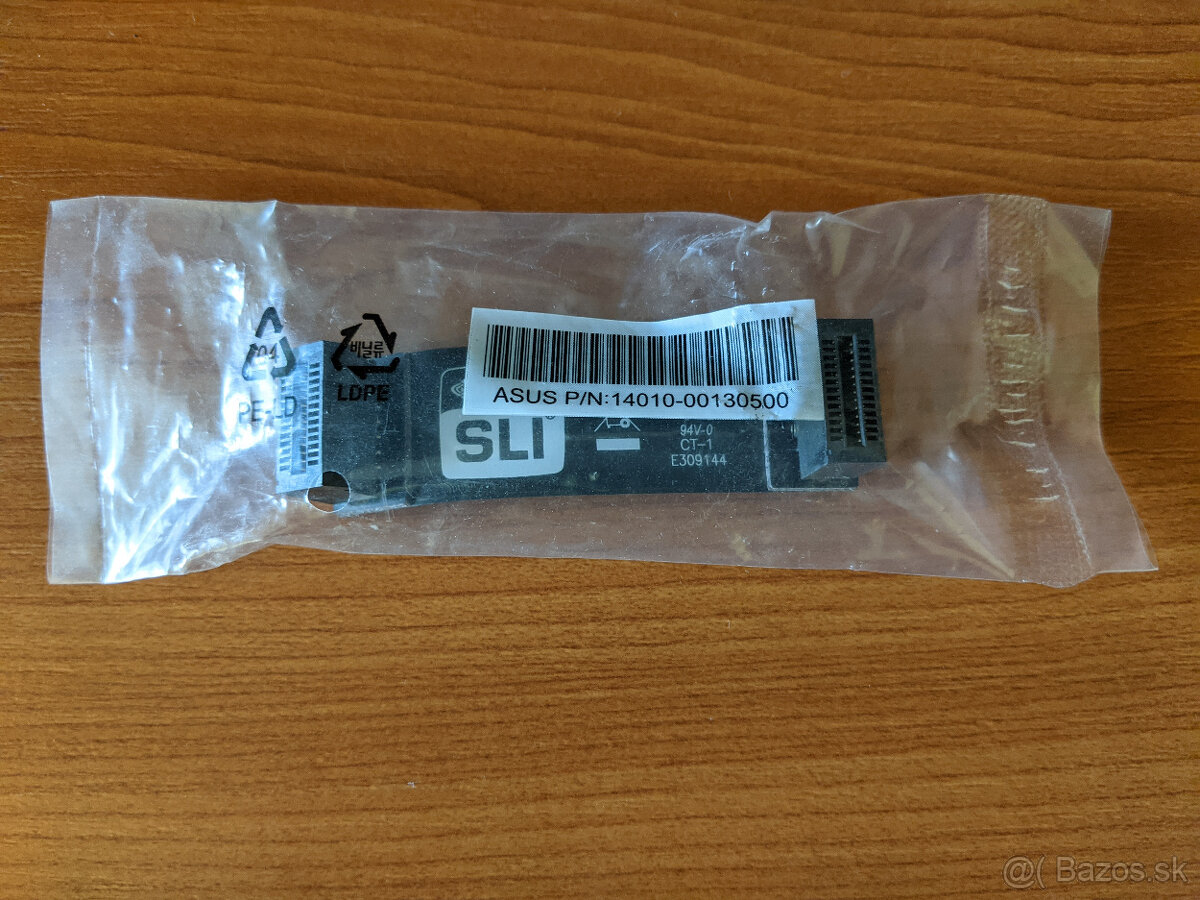 04
PE-LD
비닐류
LDPE
ASUS P/N:14010-00130500
SLI
94V-0
CT-1
E309144
@( Bazos.sk